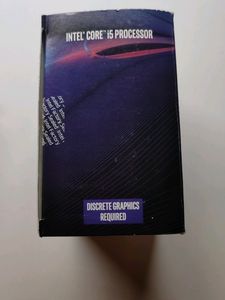 INTEL® CORE™ i5 PROCESSOR
DISCRETE GRAPHICS
REQUIRED